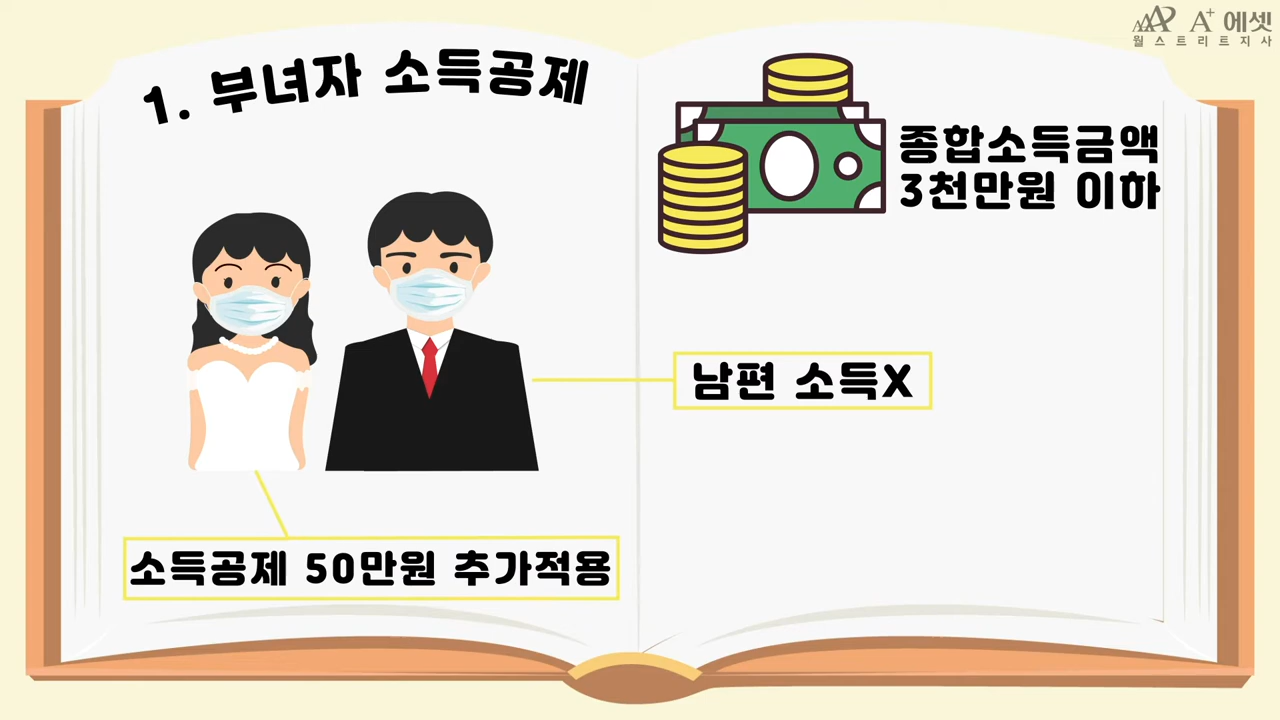 1. 부녀자 소득공제
A+에셋
월스트리트지사
종합소득금액
3천만원 이하
남편 소득X
소득공제 50만원 추가적용